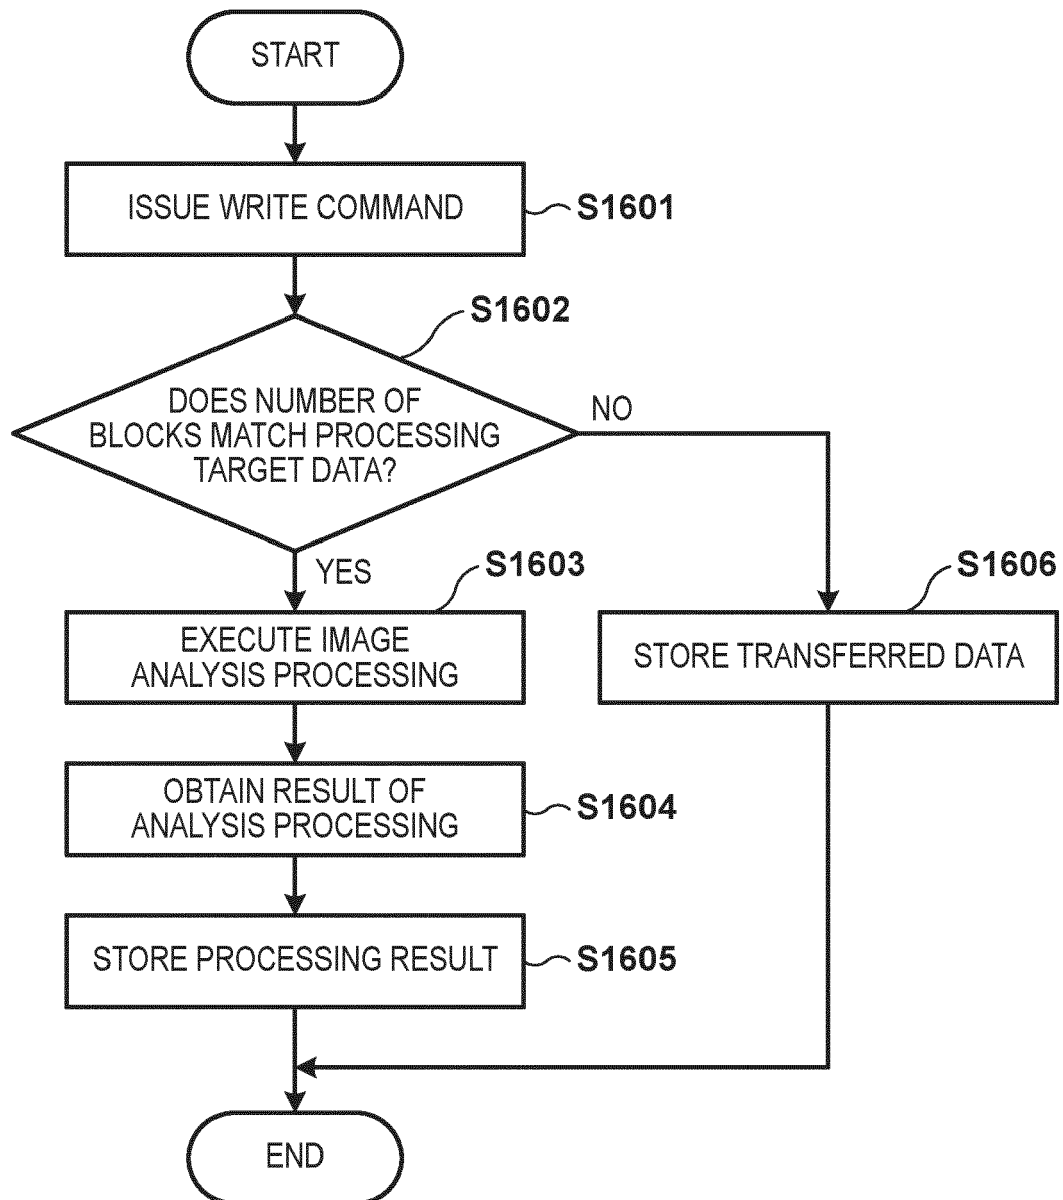 START
ISSUE WRITE COMMAND
S1601
S1602
DOES NUMBER OF
BLOCKS MATCH PROCESSING
TARGET DATA?
NO
YES
S1603
EXECUTE IMAGE
ANALYSIS PROCESSING
S1606
STORE TRANSFERRED DATA
OBTAIN RESULT OF
ANALYSIS PROCESSING
S1604
STORE PROCESSING RESULT
S1605
END